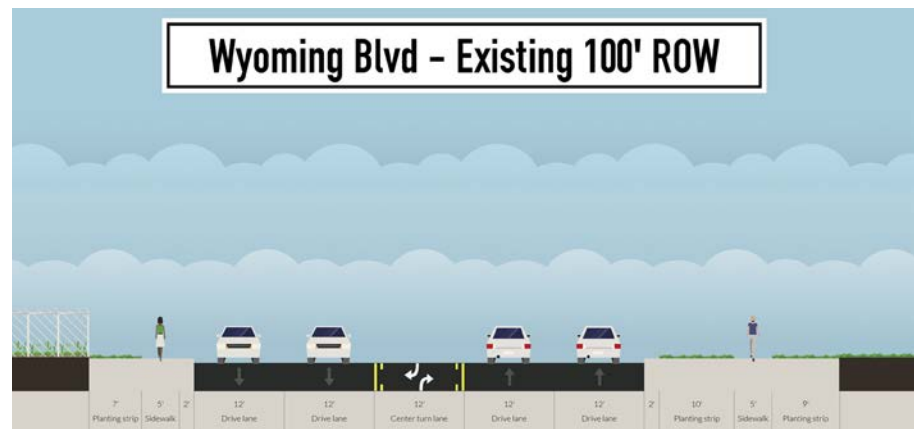 Wyoming Blvd - Existing 100' ROW
7' 5' 2' 12' 12' 12' 12' 12' 2' 10' 5' 9'
Planting strip Sidewalk Drive lane Drive lane Center turn lane Drive lane Drive lane Planting strip Sidewalk Planting strip